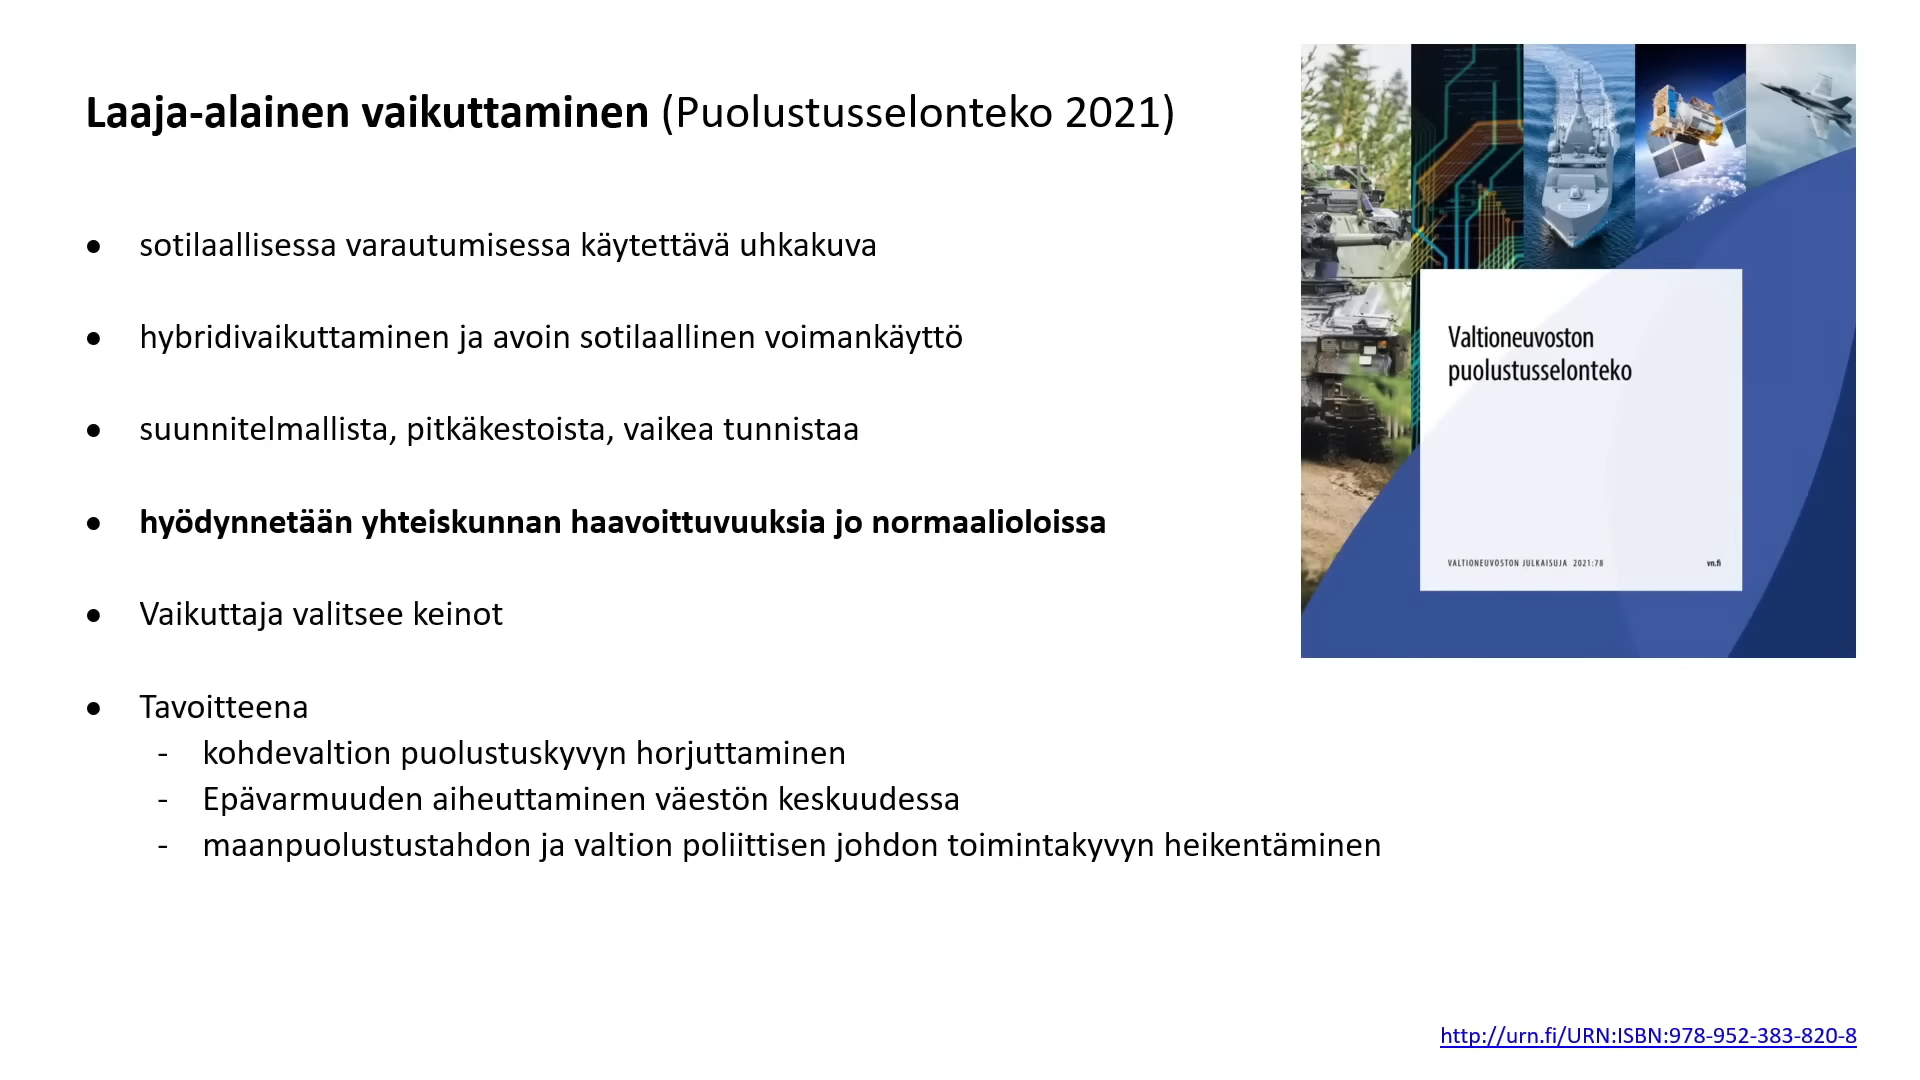 Laaja-alainen vaikuttaminen (Puolustusselonteko 2021)
• sotilaallisessa varautumisessa käytettävä uhkakuva
• hybridivaikuttaminen ja avoin sotilaallinen voimankäyttö
• suunnitelmallista, pitkäkestoista, vaikea tunnistaa
• hyödynnetään yhteiskunnan haavoittuvuuksia jo normaalioloissa
• Vaikuttaja valitsee keinot
• Tavoitteena
- kohdevaltion puolustuskyvyn horjuttaminen
- Epävarmuuden aiheuttaminen väestön keskuudessa
- maanpuolustustahdon ja valtion poliittisen johdon toimintakyvyn heikentäminen
Valtioneuvoston
puolustusselonteko
VALTIONEUVOSTON JULKAISUJA 2021:78 vn.fi
http://urn.fi/URN:ISBN:978-952-383-820-8